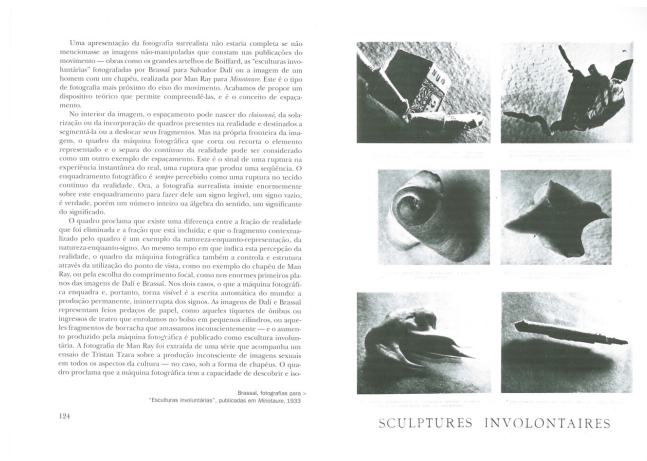 Uma apresentação da fotografia surrealista não estaria completa se não
mencionasse as imagens não-manipuladas que constam nas publicações do
movimento — obras como os grandes artelhos de Boiffard, as "esculturas invo-
luntárias" fotografadas por Brassaï para Salvador Dalí ou a imagem de um
homem com um chapéu, realizada por Man Ray para Minotaure. Este é o tipo
de fotografia mais próximo do eixo do movimento. Acabamos de propor um
dispositivo teórico que permite compreendê-las, e é o conceito de espaça-
mento.
No interior da imagem, o espaçamento pode nascer do cloisonné, da sola-
rização ou da incorporação de quadros presentes na realidade e destinados a
segmentá-la ou a deslocar seus fragmentos. Mas na própria fronteira da ima-
gem, o quadro da máquina fotográfica que corta ou recorta o elemento
representado e o separa do contínuo da realidade pode ser considerado
como um outro exemplo de espaçamento. Este é o sinal de uma ruptura na
experiência instantânea do real, uma ruptura que produz uma seqüência. O
enquadramento fotográfico é sempre percebido como uma ruptura no tecido
contínuo da realidade. Ora, a fotografia surrealista insiste enormemente
sobre este enquadramento para fazer dele um signo legível, um signo vazio,
é verdade, porém um número inteiro na álgebra do sentido, um significante
do significado.
O quadro proclama que existe uma diferença entre a fração de realidade
que foi eliminada e a fração que está incluída; e que o fragmento contextua-
lizado pelo quadro é um exemplo da natureza-enquanto-representação, da
natureza-enquanto-signo. Ao mesmo tempo em que indica esta percepção da
realidade, o quadro da máquina fotográfica também a controla e estrutura
através da utilização do ponto de vista, como no exemplo do chapéu de Man
Ray, ou pela escolha do comprimento focal, como nos enormes primeiros pla-
nos das imagens de Dalí e Brassaï. Nos dois casos, o que a máquina fotográfi-
ca enquadra e, portanto, torna visível é a escrita automática do mundo: a
produção permanente, ininterrupta dos signos. As imagens de Dalí e Brassaï
representam feios pedaços de papel, como aqueles tíquetes de ônibus ou
ingressos de teatro que enrolamos no bolso em pequenos cilindros, ou aque-
les fragmentos de borracha que amassamos inconscientemente — e o aumen-
to produzido pela máquina fotográfica é publicado como escultura involun-
tária. A fotografia de Man Ray foi extraída de uma série que acompanha um
ensaio de Tristan Tzara sobre a produção inconsciente de imagens sexuais
em todos os aspectos da cultura — no caso, sob a forma de chapéus. O qua-
dro proclama que a máquina fotográfica tem a capacidade de descobrir e iso-
Brassaï, fotografias para >
"Esculturas involuntárias", publicadas em Minotaure, 1933
124
SCULPTURES INVOLONTAIRES